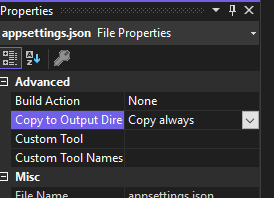 Properties
appsettings.json File Properties
Advanced
Build Action None
Copy to Output Dire Copy always
Custom Tool
Custom Tool Names
Misc
File Name appsettings.json